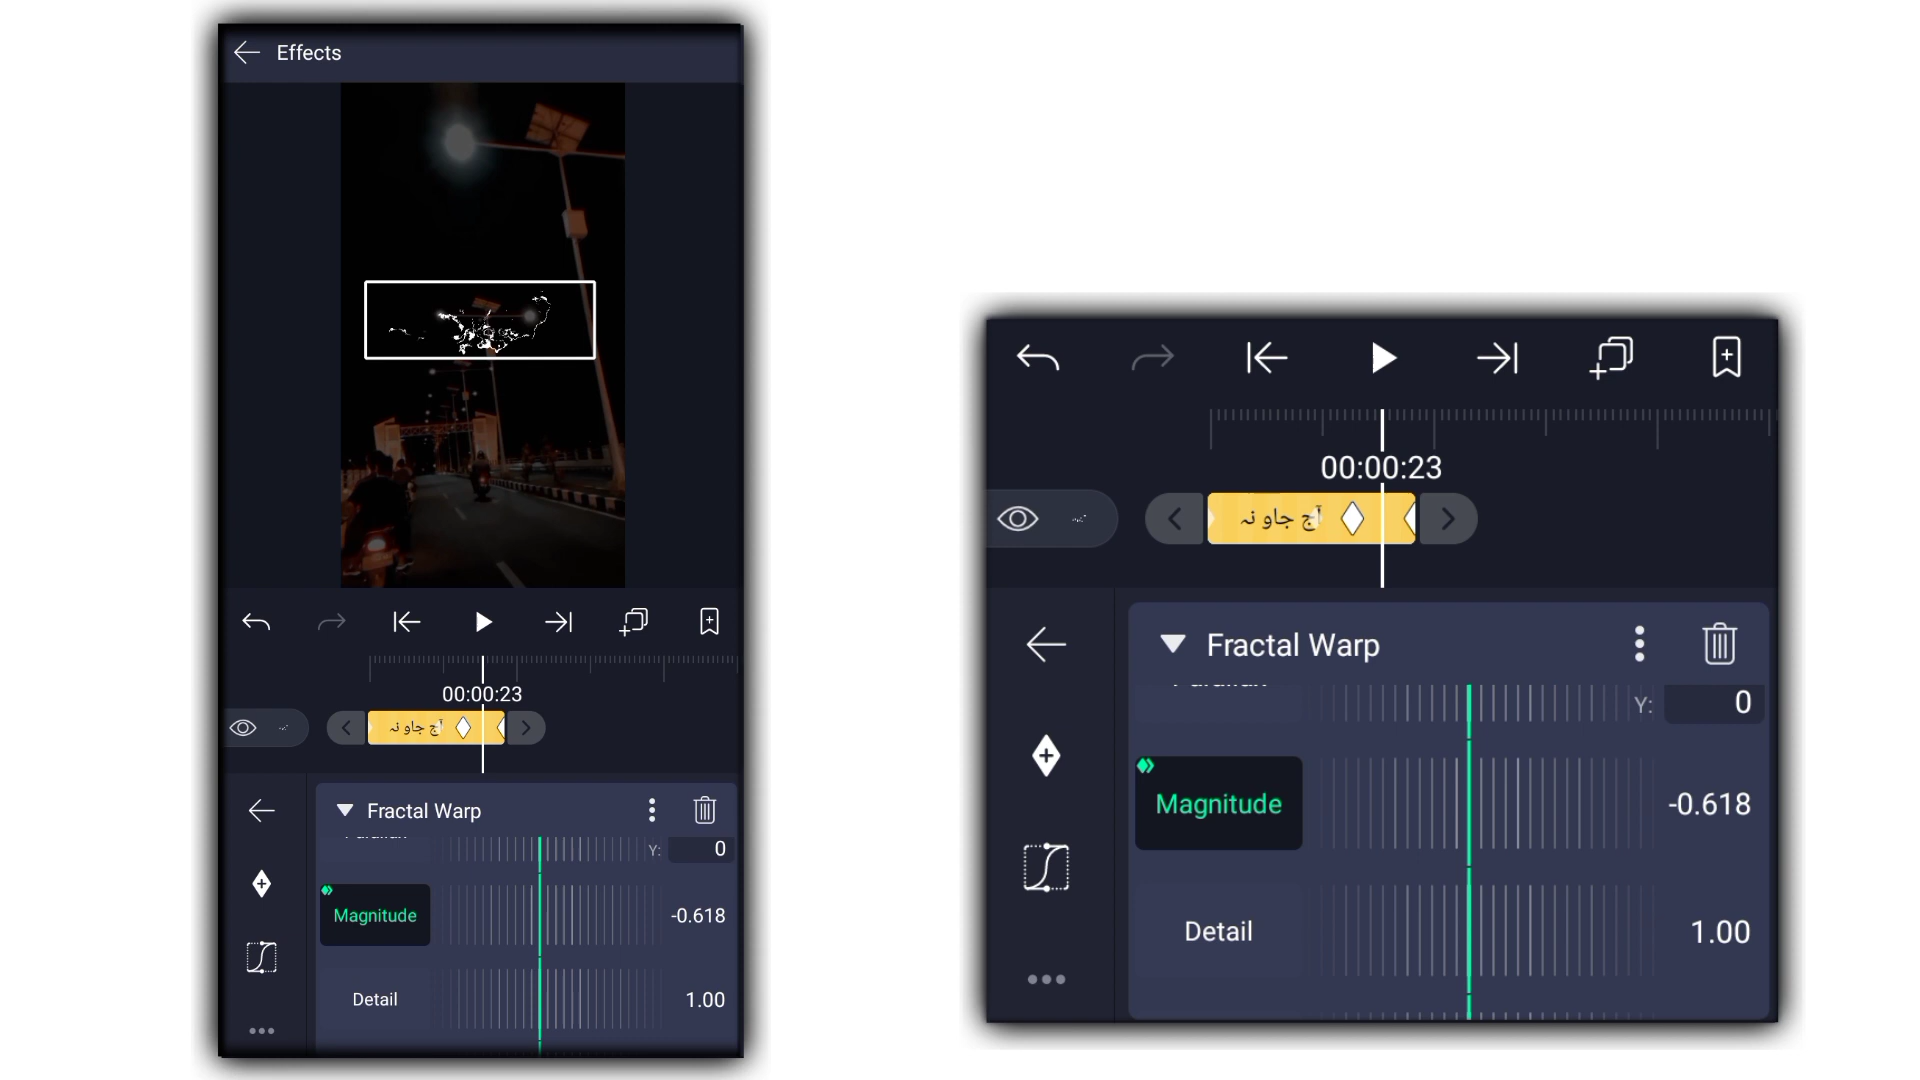 Effects
00:00:23
آج جاو نہ
Fractal Warp
Y: 0
Magnitude -0.618
Detail 1.00
00:00:23
آج جاو نہ
Fractal Warp
Y: 0
Magnitude -0.618
Detail 1.00